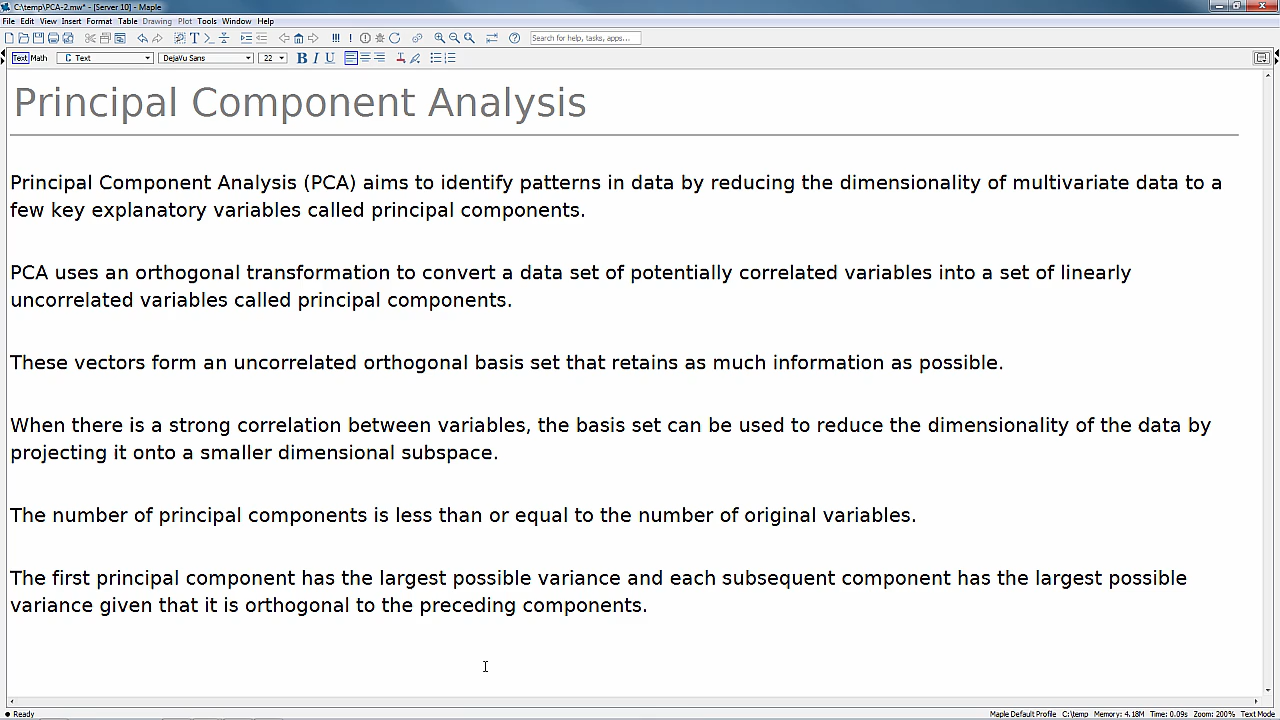 C:\temp\PCA-2.mw* - [Server 10] - Maple
File Edit View Insert Format Table Drawing Plot Tools Window Help
Search for help, tasks, apps...
Text Math C Text DejaVu Sans 22 B I U
Principal Component Analysis
Principal Component Analysis (PCA) aims to identify patterns in data by reducing the dimensionality of multivariate data to a
few key explanatory variables called principal components.
PCA uses an orthogonal transformation to convert a data set of potentially correlated variables into a set of linearly
uncorrelated variables called principal components.
These vectors form an uncorrelated orthogonal basis set that retains as much information as possible.
When there is a strong correlation between variables, the basis set can be used to reduce the dimensionality of the data by
projecting it onto a smaller dimensional subspace.
The number of principal components is less than or equal to the number of original variables.
The first principal component has the largest possible variance and each subsequent component has the largest possible
variance given that it is orthogonal to the preceding components.
Ready Maple Default Profile C:\temp Memory: 4.18M Time: 0.09s Zoom: 200% Text Mode